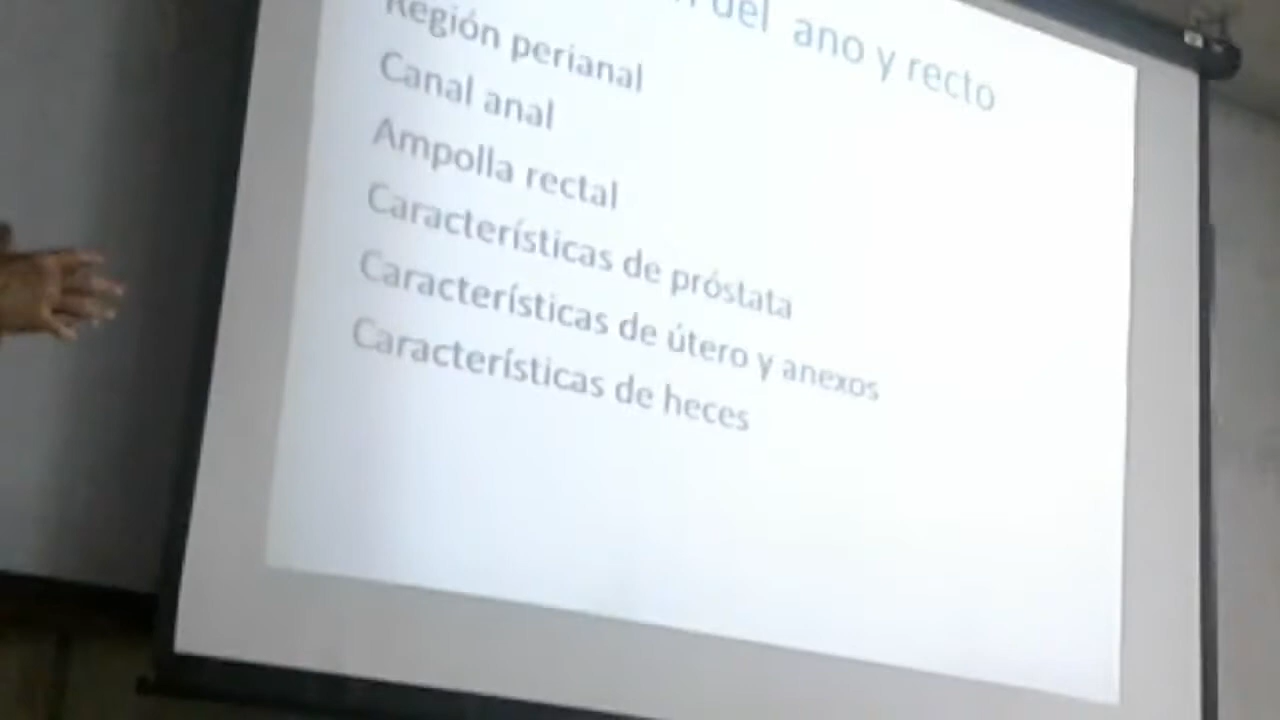 del ano y recto
Región perianal
Canal anal
Ampolla rectal
Características de próstata
Características de útero y anexos
Características de heces